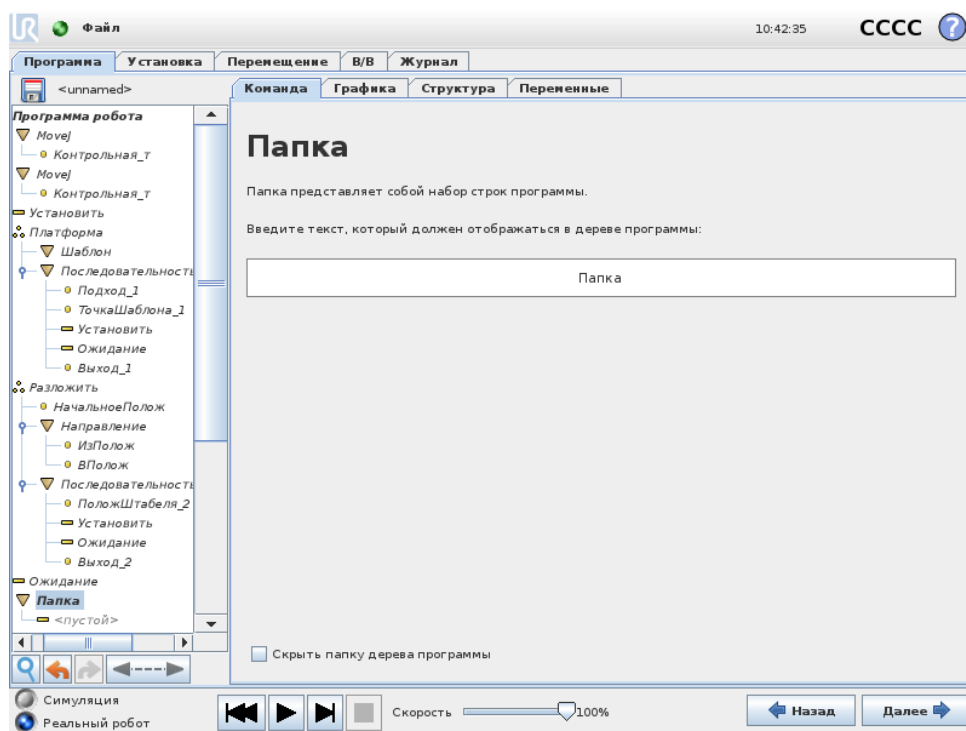 Файл
10:42:35
CCCC
?
Программа
Установка
Перемещение
В/В
Журнал
<unnamed>
Команда
Графика
Структура
Переменные
Программа робота
MoveJ
Контрольная_т
MoveJ
Контрольная_т
Установить
Платформа
Шаблон
Последовательность
Подход_1
ТочкаШаблона_1
Установить
Ожидание
Выход_1
Разложить
НачальноеПолож
Направление
ИзПолож
ВПолож
Последовательность
ПоложШтабеля_2
Установить
Ожидание
Выход_2
Ожидание
Папка
<пустой>
Папка
Папка представляет собой набор строк программы.
Введите текст, который должен отображаться в дереве программы:
Папка
Скрыть папку дерева программы
Симуляция
Реальный робот
Скорость
100%
Назад
Далее